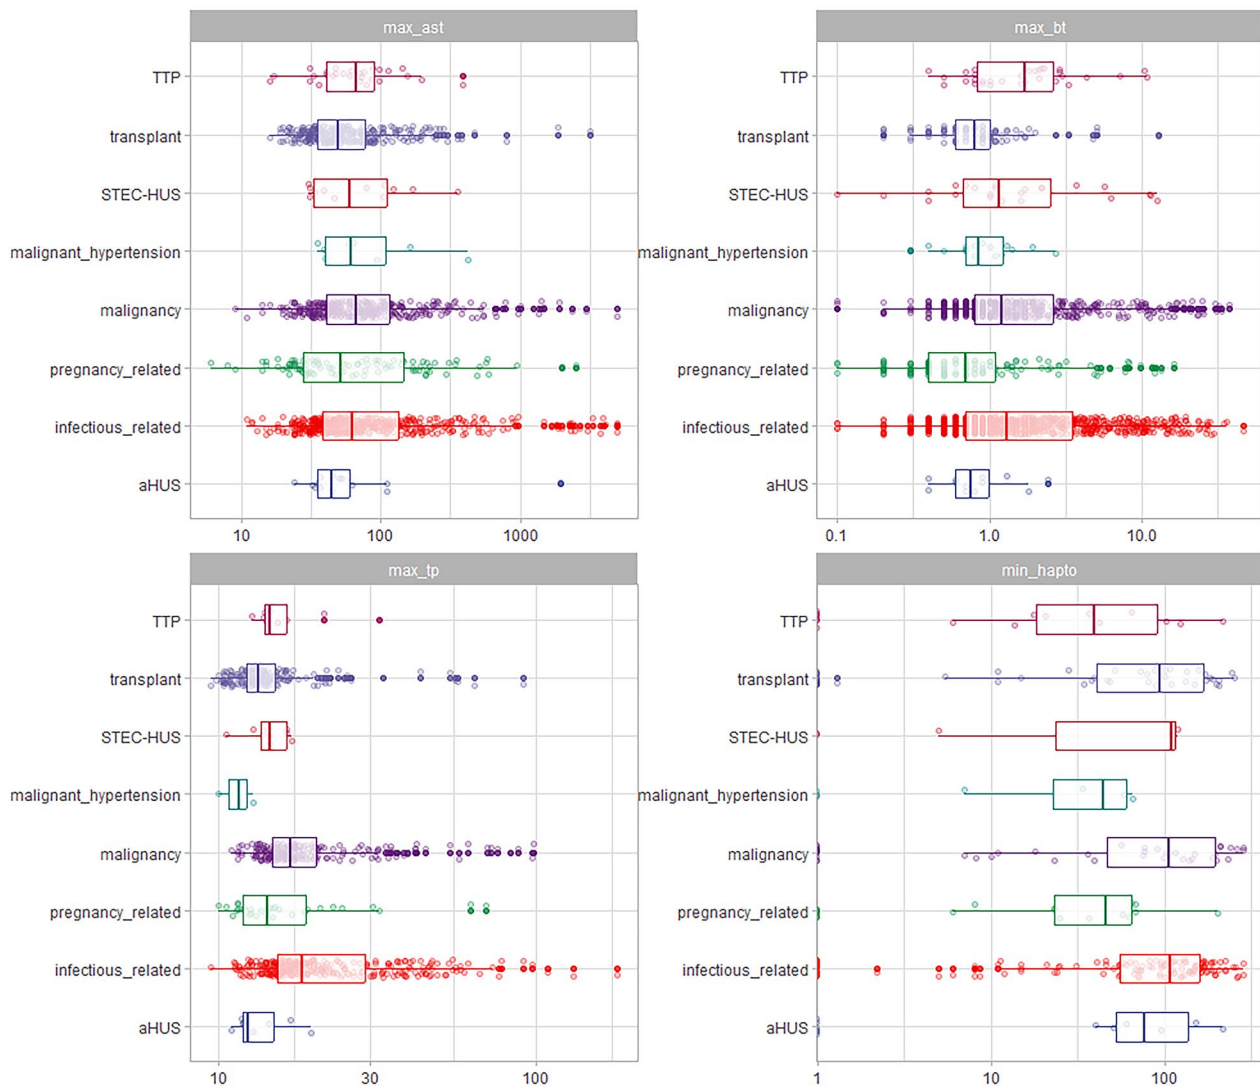 max_ast
TTP
transplant
STEC-HUS
malignant_hypertension
malignancy
pregnancy_related
infectious_related
aHUS
10 100 1000
max_bt
TTP
transplant
STEC-HUS
malignant_hypertension
malignancy
pregnancy_related
infectious_related
aHUS
0.1 1.0 10.0
max_tp
TTP
transplant
STEC-HUS
malignant_hypertension
malignancy
pregnancy_related
infectious_related
aHUS
10 30 100
min_hapto
TTP
transplant
STEC-HUS
malignant_hypertension
malignancy
pregnancy_related
infectious_related
aHUS
1 10 100